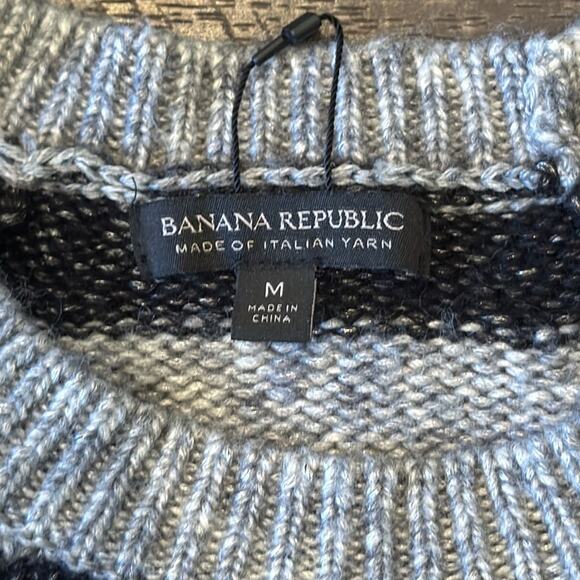 BANANA REPUBLIC
MADE OF ITALIAN YARN
M
MADE IN
CHINA